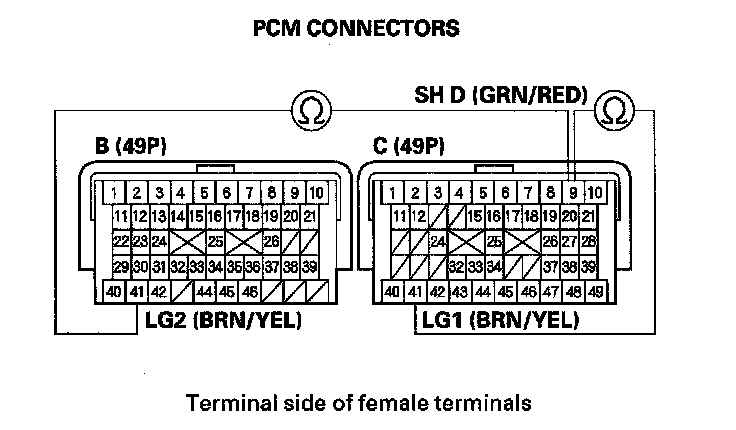 PCM CONNECTORS
SH D (GRN/RED)
Ω Ω
B (49P) C (49P)
1 2 3 4 5 6 7 8 9 10 1 2 3 4 5 6 7 8 9 10
11 12 13 14 15 16 17 18 19 20 21 11 12 15 16 17 18 19 20 21
22 23 24 25 26 24 25 26 27 28
29 30 31 32 33 34 35 36 37 38 39 32 33 34 37 38 39
40 41 42 44 45 46 40 41 42 43 44 45 46 47 48 49
LG2 (BRN/YEL) LG1 (BRN/YEL)
Terminal side of female terminals